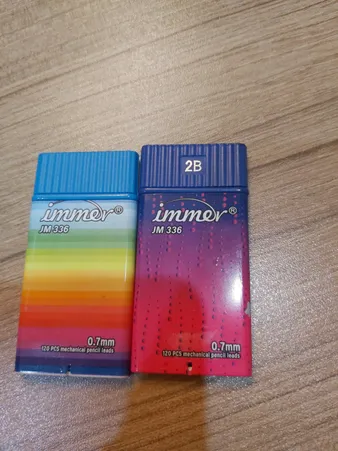 immer®
JM 336
0.7mm
120 PCS mechanical pencil leads
2B
immer®
JM 336
0.7mm
120 PCS mechanical pencil leads